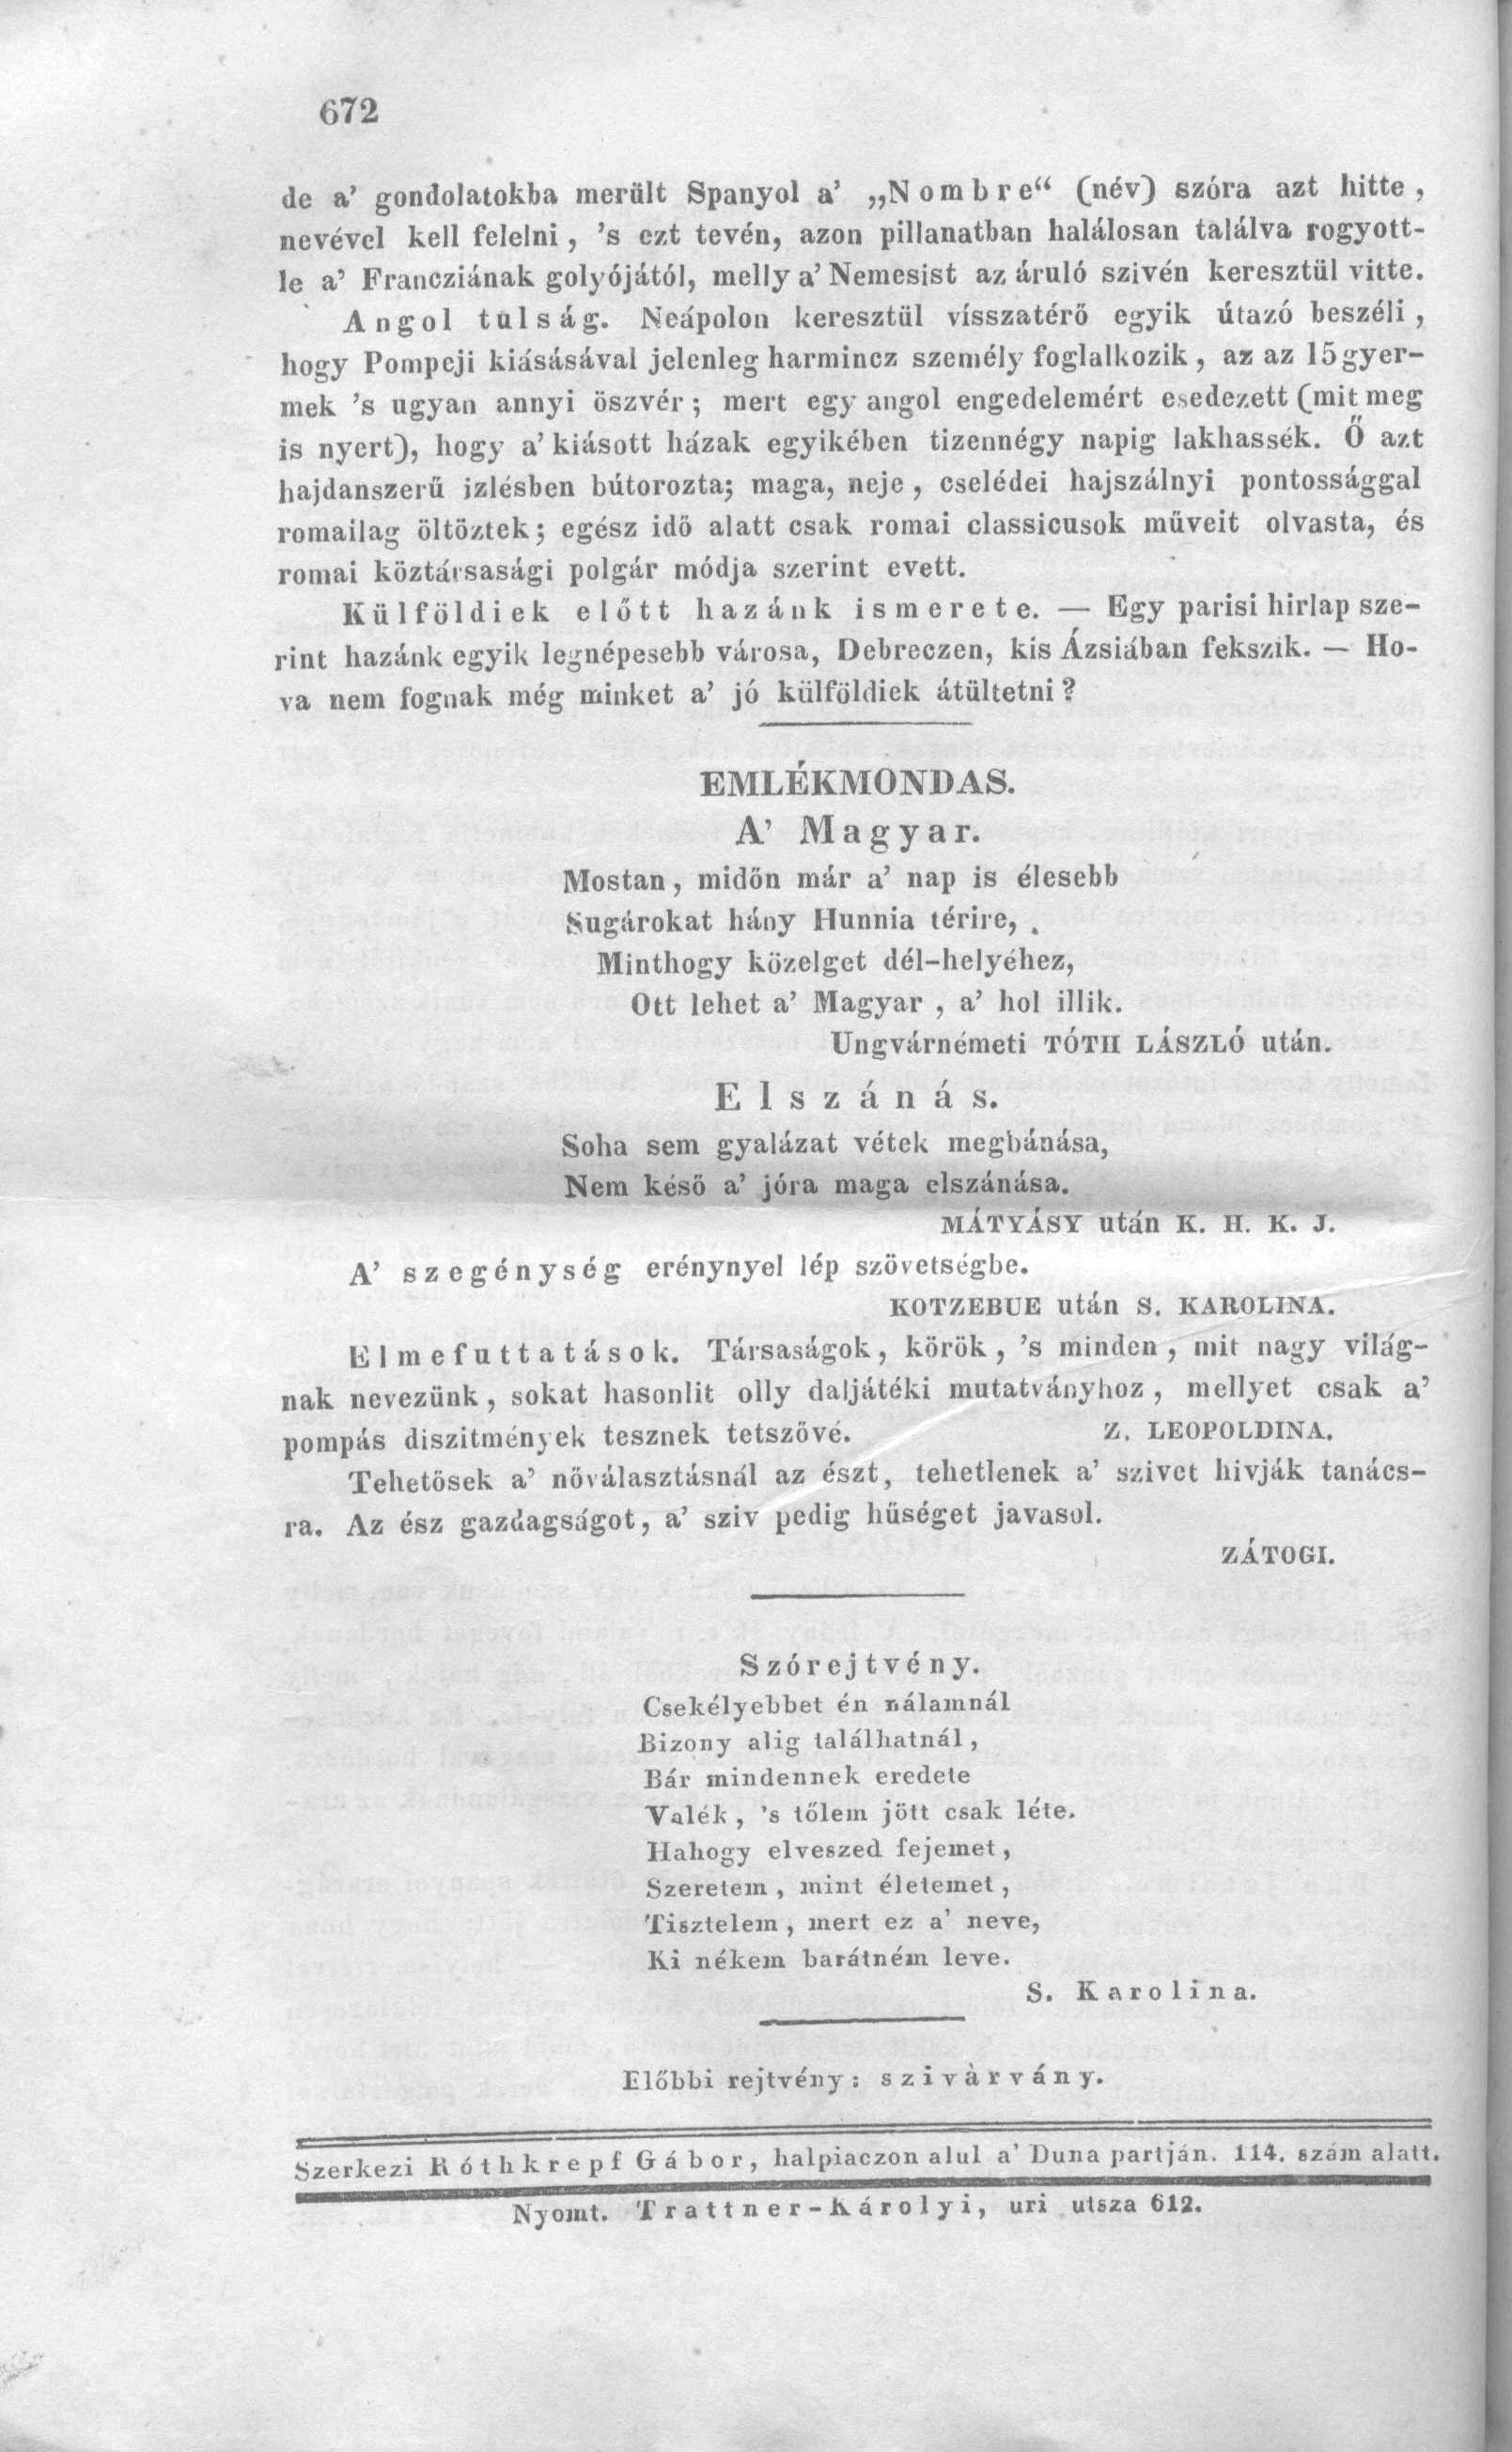 672
de a’ gondolatokba merült Spanyol a’ „Nombre“ (név) szóra azt hitte,
nevével kell felelni, ’s ezt tevén, azon pillanatban halálosan találva rogyott-
le a’ Francziának golyójától, melly a’ Nemesist az áruló szivén keresztül vitte.
Angol tulság. Neápolon keresztül visszatérő egyik útazó beszéli,
hogy Pompeji kiásásával jelenleg harmincz személy foglalkozik, az az 15 gyer-
mek ’s ugyan annyi öszvér; mert egy angol engedelemért esedezett (mit meg
is nyert), hogy a’ kiásott házak egyikében tizennégy napig lakhassék. Ő azt
hajdanszerű izlésben bútorozta; maga, neje, cselédei hajszálnyi pontossággal
romailag öltöztek; egész idő alatt csak romai classicusok műveit olvasta, és
romai köztársasági polgár módja szerint evett.
Külföldiek előtt hazánk ismerete. — Egy parisi hirlap sze-
rint hazánk egyik legnépesebb városa, Debreczen, kis Ázsiában fekszik. — Ho-
va nem fognak még minket a’ jó külföldiek átültetni?
EMLÉKMONDAS.
A’ Magyar.
Mostan, midőn már a’ nap is élesebb
Sugárokat hány Hunnia térire,
Minthogy közelget dél-helyéhez,
Ott lehet a’ Magyar, a’ hol illik.
Ungvárnémeti TÓTH LÁSZLÓ után.
Elszánás.
Soha sem gyalázat vétek megbánása,
Nem késő a’ jóra maga elszánása.
MÁTYÁSY után K. H. K. J.
A’ szegénység erénynyel lép szövetségbe.
KOTZEBUE után S. KAROLINA.
Elmefuttatások. Társaságok, körök, ’s minden, mit nagy világ-
nak nevezünk, sokat hasonlit olly daljátéki mutatványhoz, mellyet csak a’
pompás diszitmények tesznek tetszővé. Z. LEOPOLDINA.
Tehetősek a’ nőválasztásnál az észt, tehetlenek a’ szivet hivják tanács-
ra. Az ész gazdagságot, a’ sziv pedig hűséget javasol.
ZÁTOGI.
Szórejtvény.
Csekélyebbet én nálamnál
Bizony alig találhatnál,
Bár mindennek eredete
Valék, ’s tőlem jött csak léte.
Hahogy elveszed fejemet,
Szeretem, mint életemet,
Tisztelem, mert ez a’ neve,
Ki nékem barátném leve.
S. Karolina.
Előbbi rejtvény: szivàrvány.
Szerkezi Róthkrepf Gábor, halpiaczon alul a’ Duna partján. 114. szám alatt.
Nyomt. Trattner-Károlyi, uri utsza 612.